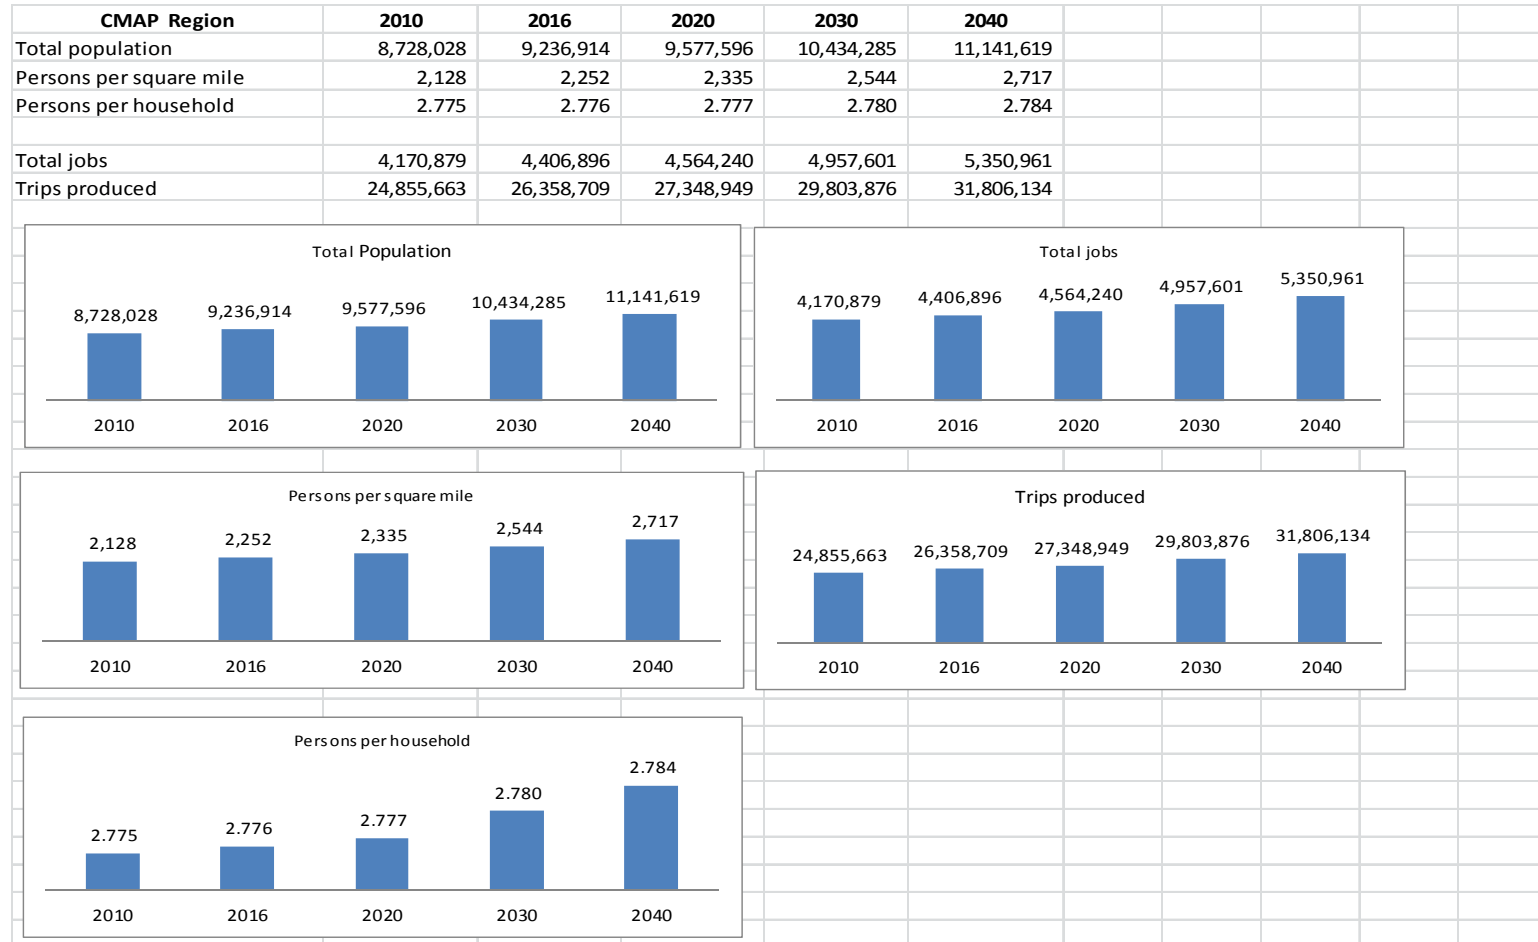 CMAP Region 2010 2016 2020 2030 2040
Total population 8,728,028 9,236,914 9,577,596 10,434,285 11,141,619
Persons per square mile 2,128 2,252 2,335 2,544 2,717
Persons per household 2.775 2.776 2.777 2.780 2.784
Total jobs 4,170,879 4,406,896 4,564,240 4,957,601 5,350,961
Trips produced 24,855,663 26,358,709 27,348,949 29,803,876 31,806,134
Total Population
8,728,028 9,236,914 9,577,596 10,434,285 11,141,619
2010 2016 2020 2030 2040
Total jobs
4,170,879 4,406,896 4,564,240 4,957,601 5,350,961
2010 2016 2020 2030 2040
Persons per square mile
2,128 2,252 2,335 2,544 2,717
2010 2016 2020 2030 2040
Trips produced
24,855,663 26,358,709 27,348,949 29,803,876 31,806,134
2010 2016 2020 2030 2040
Persons per household
2.775 2.776 2.777 2.780 2.784
2010 2016 2020 2030 2040